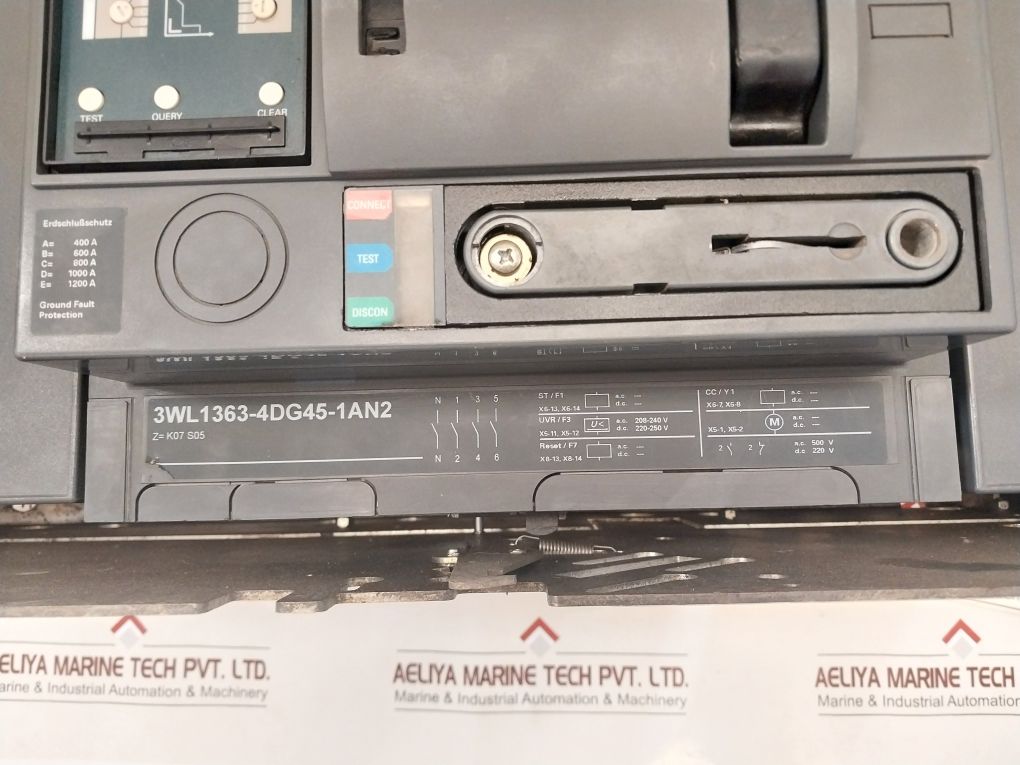 TEST QUERY CLEAR
Erdschlußschutz
A= 400 A
B= 600 A
C= 800 A
D= 1000 A
E= 1200 A
Ground Fault
Protection
CONNECT
TEST
DISCON
3WL1363-4DG45-1AN2
Z= K07 S05
N 1 3 5
N 2 4 6
ST / F1 a.c. ---
X6-13, X6-14 d.c. ---
UVR / F3 U< a.c. 208-240 V
X5-11, X5-12 d.c. 220-250 V
Reset / F7 a.c. ---
X8-13, X8-14 d.c. ---
CC / Y1 a.c. ---
X6-7, X6-8 d.c. ---
X5-1, X5-2 M a.c. ---
d.c. ---
2 2 a.c. 500 V
d.c 220 V
AELIYA MARINE TECH PVT. LTD.
Marine & Industrial Automation & Machinery
ELIYA MARINE TECH PVT. LTD.
arine & Industrial Automation & Machinery
AELIYA MARINE TECH
Marine & Industrial Automation